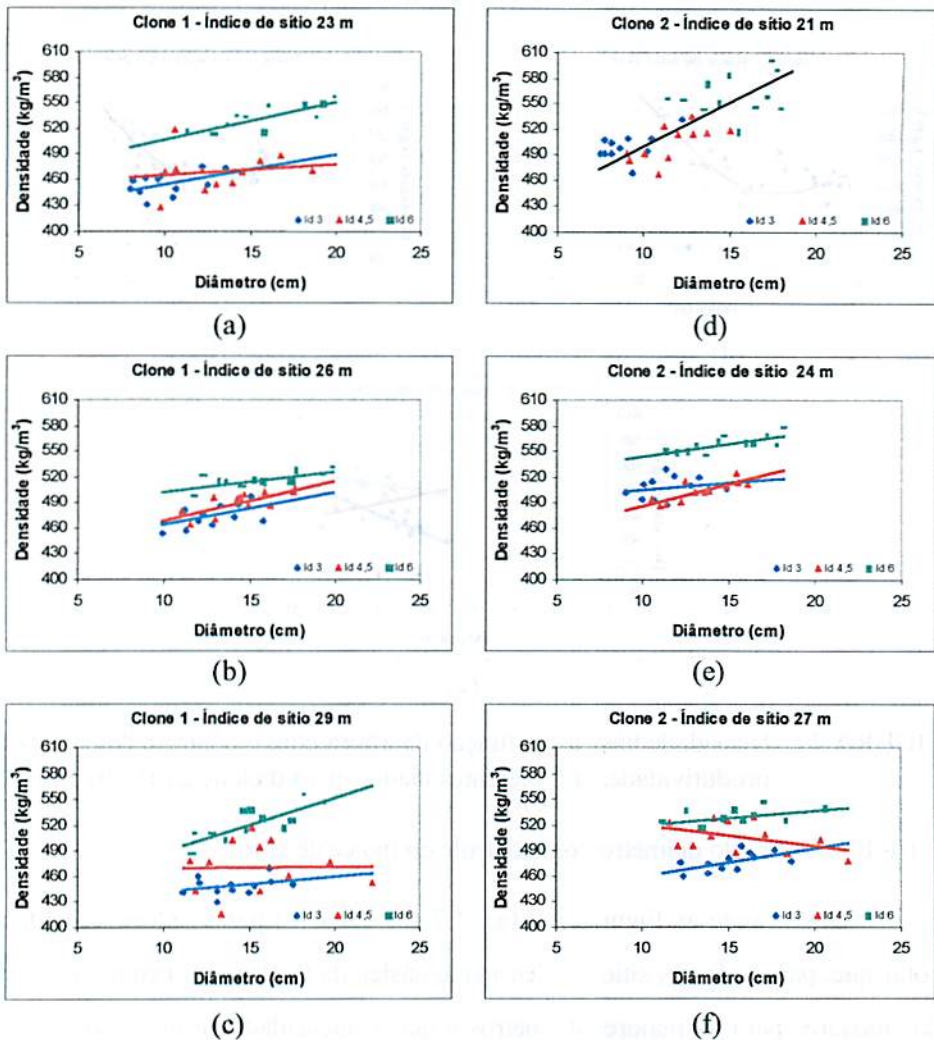 Clone 1 - Índice de sítio 23 m
Densidade (kg/m³)
610
580
550
520
490
460
430
400
Id 3 Id 4,5 Id 6
5 10 15 20 25
Diâmetro (cm)
(a)
Clone 2 - Índice de sítio 21 m
Densidade (kg/m³)
610
580
550
520
490
460
430
400
Id 3 Id 4,5 Id 6
5 10 15 20 25
Diâmetro (cm)
(d)
Clone 1 - Índice de sítio 26 m
Densidade (kg/m³)
610
580
550
520
490
460
430
400
Id 3 Id 4,5 Id 6
5 10 15 20 25
Diâmetro (cm)
(b)
Clone 2 - Índice de sítio 24 m
Densidade (kg/m³)
610
580
550
520
490
460
430
400
Id 3 Id 4,5 Id 6
5 10 15 20 25
Diâmetro (cm)
(e)
Clone 1 - Índice de sítio 29 m
Densidade (kg/m³)
610
580
550
520
490
460
430
400
Id 3 Id 4,5 Id 6
5 10 15 20 25
Diâmetro (cm)
(c)
Clone 2 - Índice de sítio 27 m
Densidade (kg/m³)
610
580
550
520
490
460
430
400
Id 3 Id 4,5 Id 6
5 10 15 20 25
Diâmetro (cm)
(f)